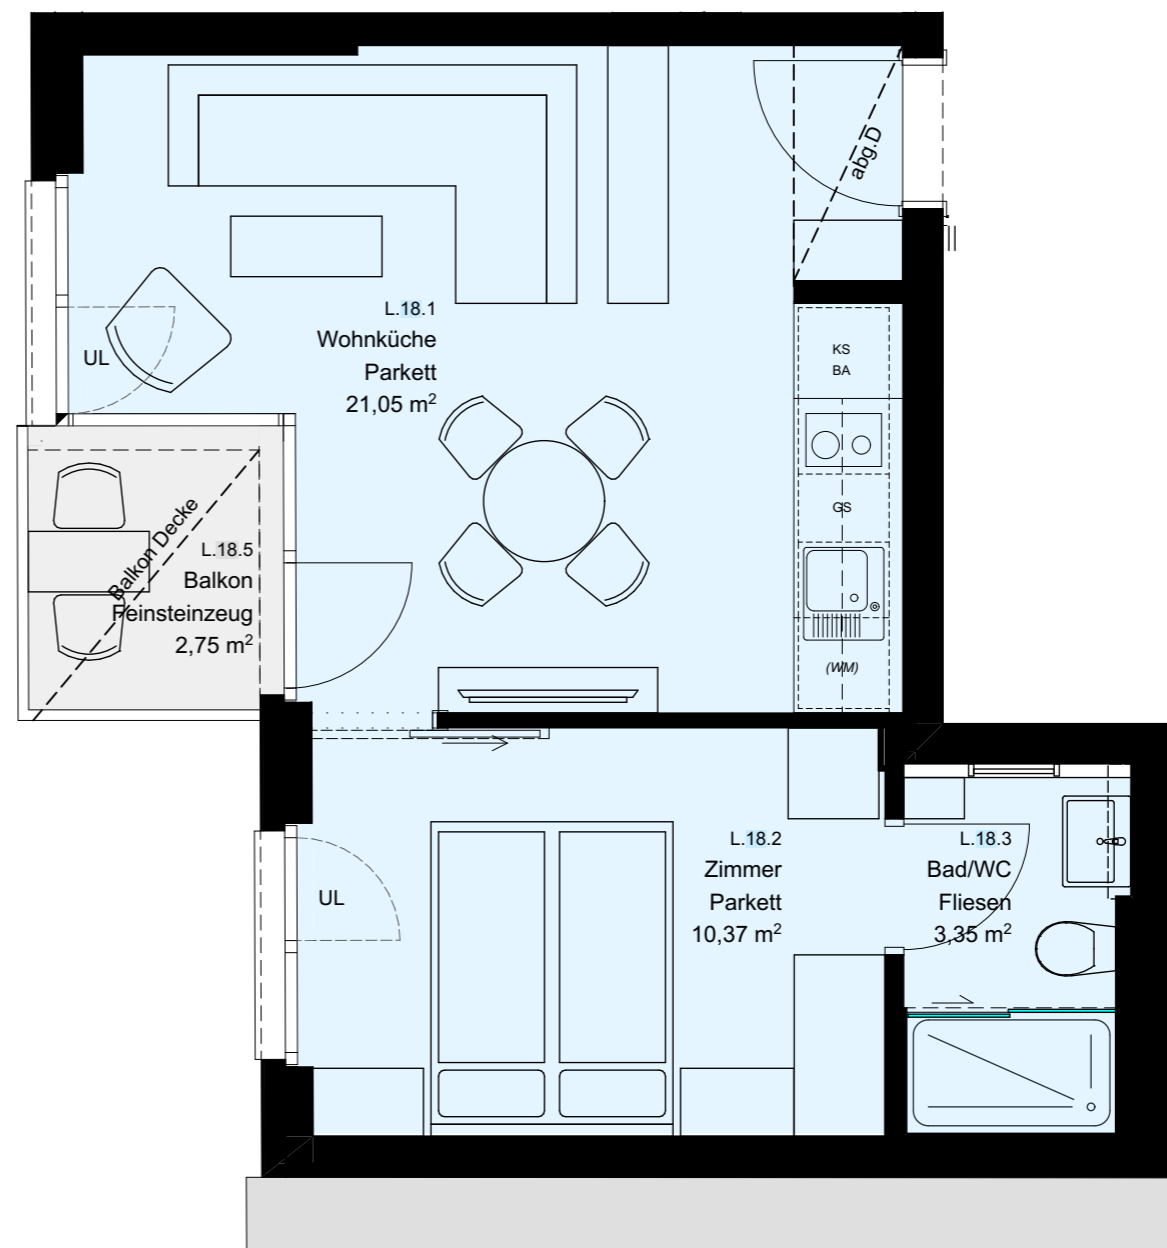 abg.D
L.18.1
Wohnküche
Parkett
21,05 m²
UL
KS
BA
GS
(WM)
Balkon Decke
L.18.5
Balkon
Feinsteinzeug
2,75 m²
L.18.2
Zimmer
Parkett
10,37 m²
UL
L.18.3
Bad/WC
Fliesen
3,35 m²